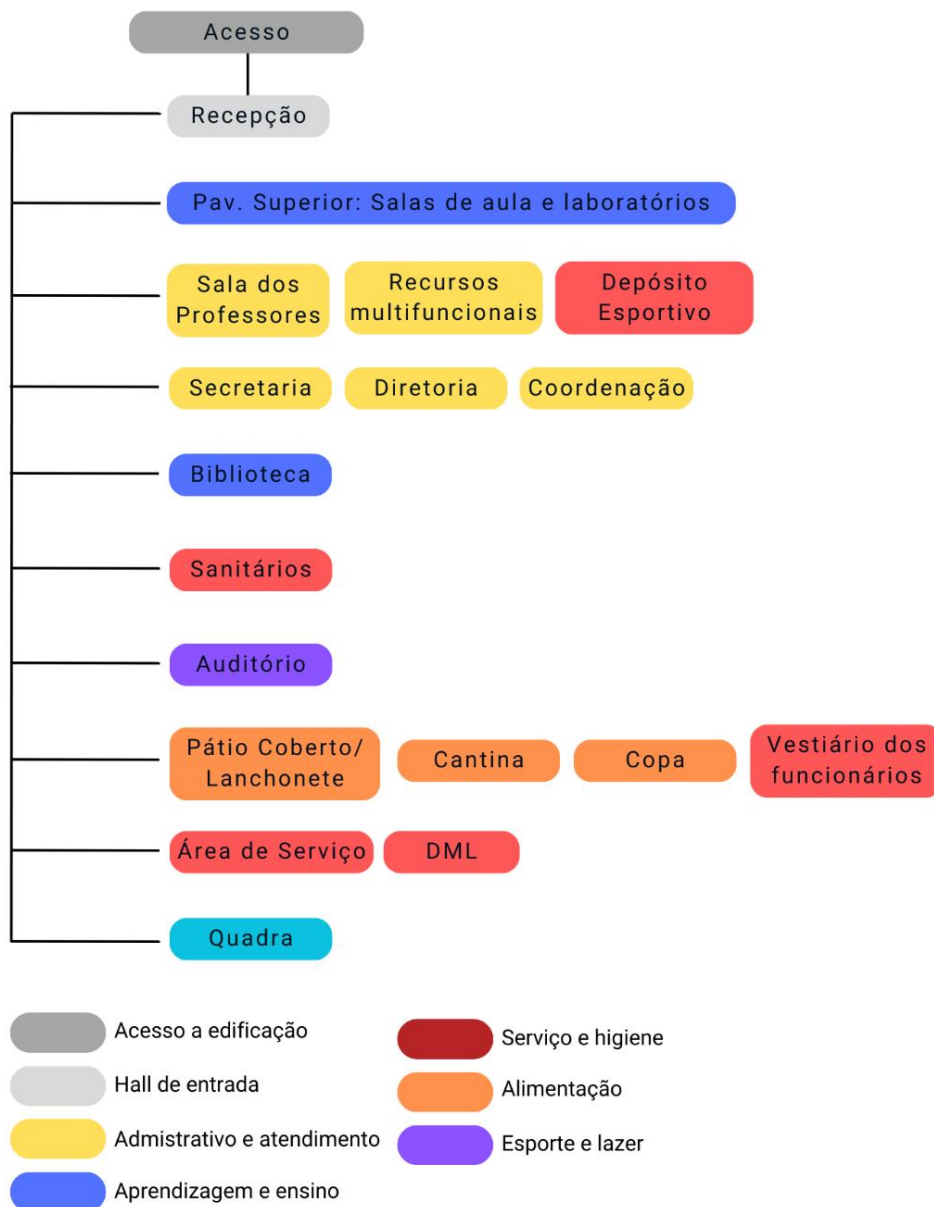 Acesso
Recepção
Pav. Superior: Salas de aula e laboratórios
Sala dos
Professores
Recursos
multifuncionais
Depósito
Esportivo
Secretaria
Diretoria
Coordenação
Biblioteca
Sanitários
Auditório
Pátio Coberto/
Lanchonete
Cantina
Copa
Vestiário dos
funcionários
Área de Serviço
DML
Quadra
Acesso a edificação
Hall de entrada
Admistrativo e atendimento
Aprendizagem e ensino
Serviço e higiene
Alimentação
Esporte e lazer